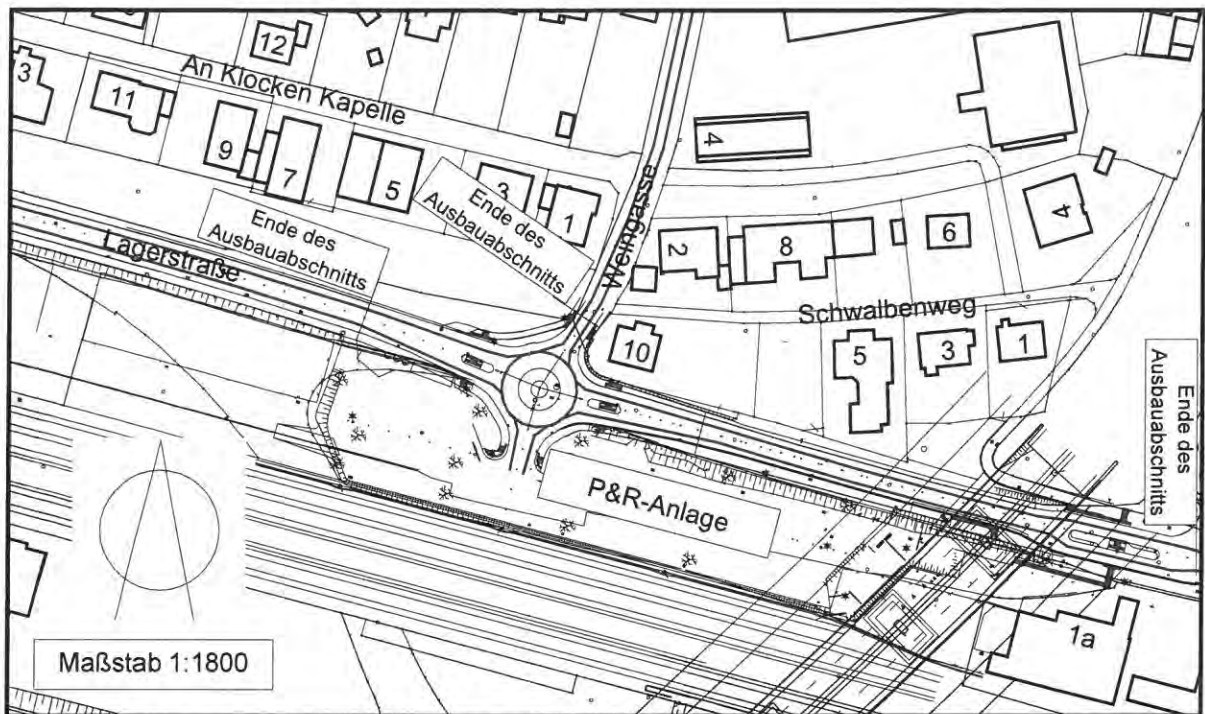 12
3
11
An Klocken Kapelle
9
7
5
3
1
4
Weingasse
Ende des
Ausbauabschnitts
Ende des
Ausbauabschnitts
Lagerstraße
2
8
6
4
Schwalbenweg
10
5
3
1
Ende des
Ausbauabschnitts
P&R-Anlage
1a
Maßstab 1:1800